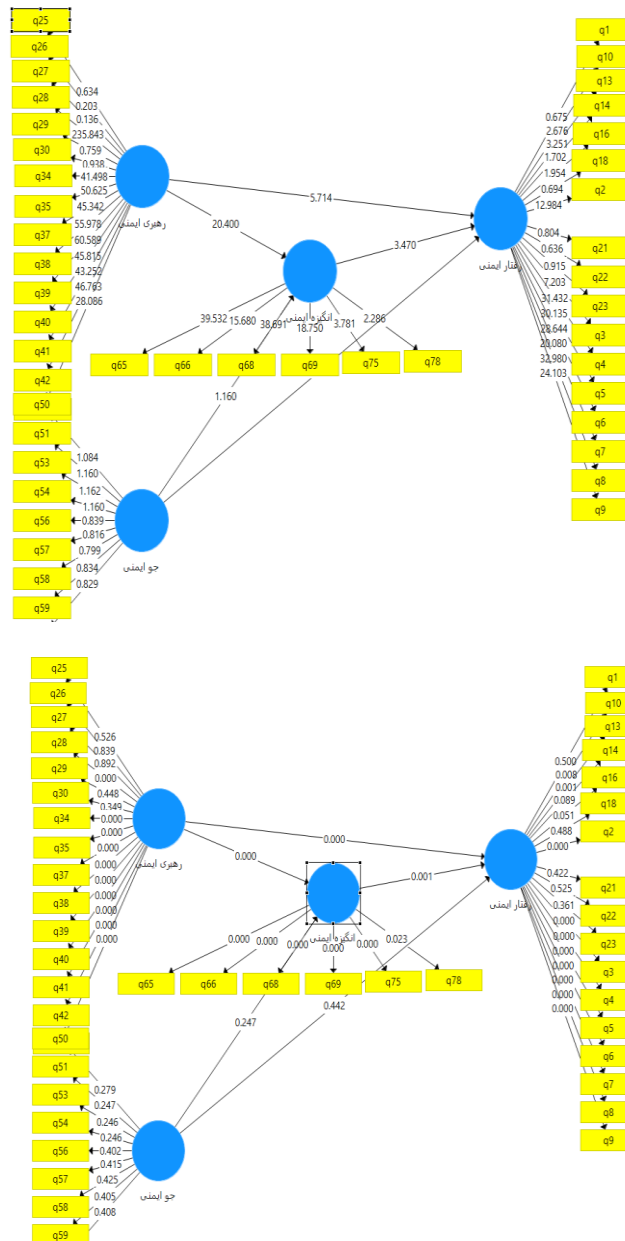 q25
q26
q27
q28
q29
q30
q34
q35
q37
q38
q39
q40
q41
q42
q50
q51
q53
q54
q56
q57
q58
q59
0.634
0.203
0.136
235.843
0.759
0.938
41.498
50.625
45.342
55.978
60.589
45.815
43.252
46.763
28.086
رهبری ایمنی
5.714
20.400
3.470
انگیزه ایمنی
39.532
15.680
38.691
18.750
3.781
2.286
q65
q66
q68
q69
q75
q78
1.160
1.084
1.160
1.162
1.160
0.839
0.816
0.799
0.834
0.829
جو ایمنی
رفتار ایمنی
0.675
2.676
3.251
1.702
1.954
0.694
12.984
0.804
0.636
0.915
7.203
31.432
30.135
28.644
20.080
32.980
24.103
q1
q10
q13
q14
q16
q18
q2
q21
q22
q23
q3
q4
q5
q6
q7
q8
q9
q25
q26
q27
q28
q29
q30
q34
q35
q37
q38
q39
q40
q41
q42
q50
q51
q53
q54
q56
q57
q58
q59
0.526
0.839
0.892
0.000
0.448
0.349
0.000
0.000
0.000
0.000
0.000
0.000
0.000
0.000
0.000
رهبری ایمنی
0.000
0.000
0.001
انگیزه ایمنی
0.000
0.000
0.000
0.000
0.000
0.023
q65
q66
q68
q69
q75
q78
0.247
0.442
0.279
0.247
0.246
0.246
0.402
0.415
0.425
0.405
0.408
جو ایمنی
رفتار ایمنی
0.500
0.008
0.001
0.089
0.051
0.488
0.000
0.422
0.525
0.361
0.000
0.000
0.000
0.000
0.000
0.000
0.000
q1
q10
q13
q14
q16
q18
q2
q21
q22
q23
q3
q4
q5
q6
q7
q8
q9